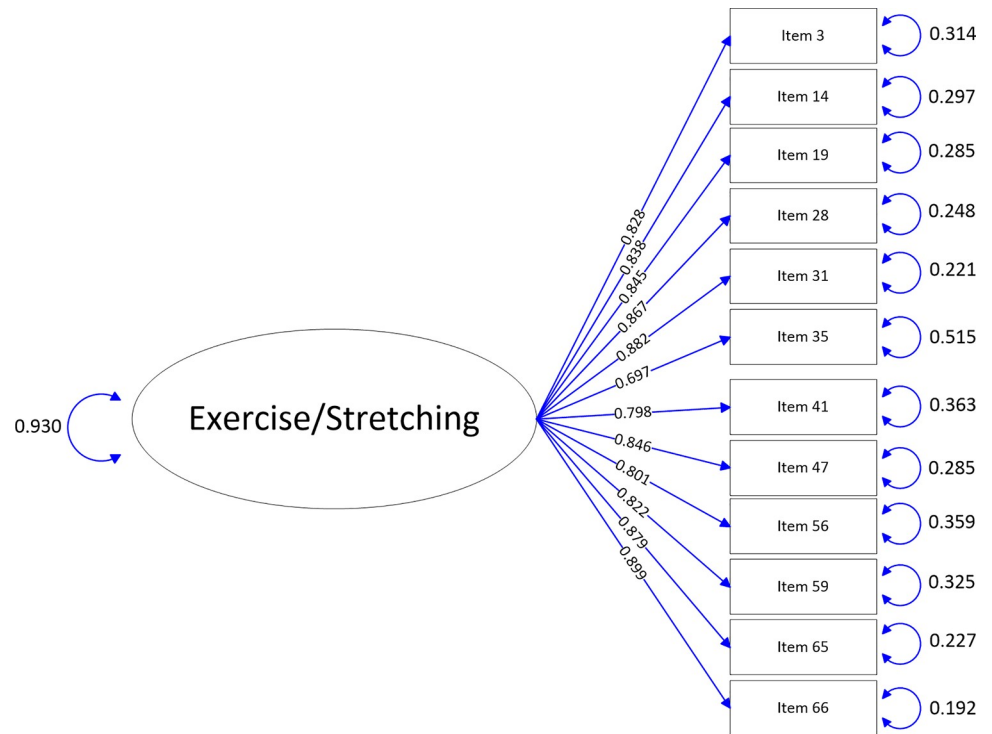 Item 3
0.314
Item 14
0.297
Item 19
0.285
Item 28
0.248
Item 31
0.221
Item 35
0.515
Item 41
0.363
Item 47
0.285
Item 56
0.359
Item 59
0.325
Item 65
0.227
Item 66
0.192
0.828
0.838
0.845
0.867
0.882
0.697
0.798
0.846
0.801
0.822
0.879
0.899
Exercise/Stretching
0.930